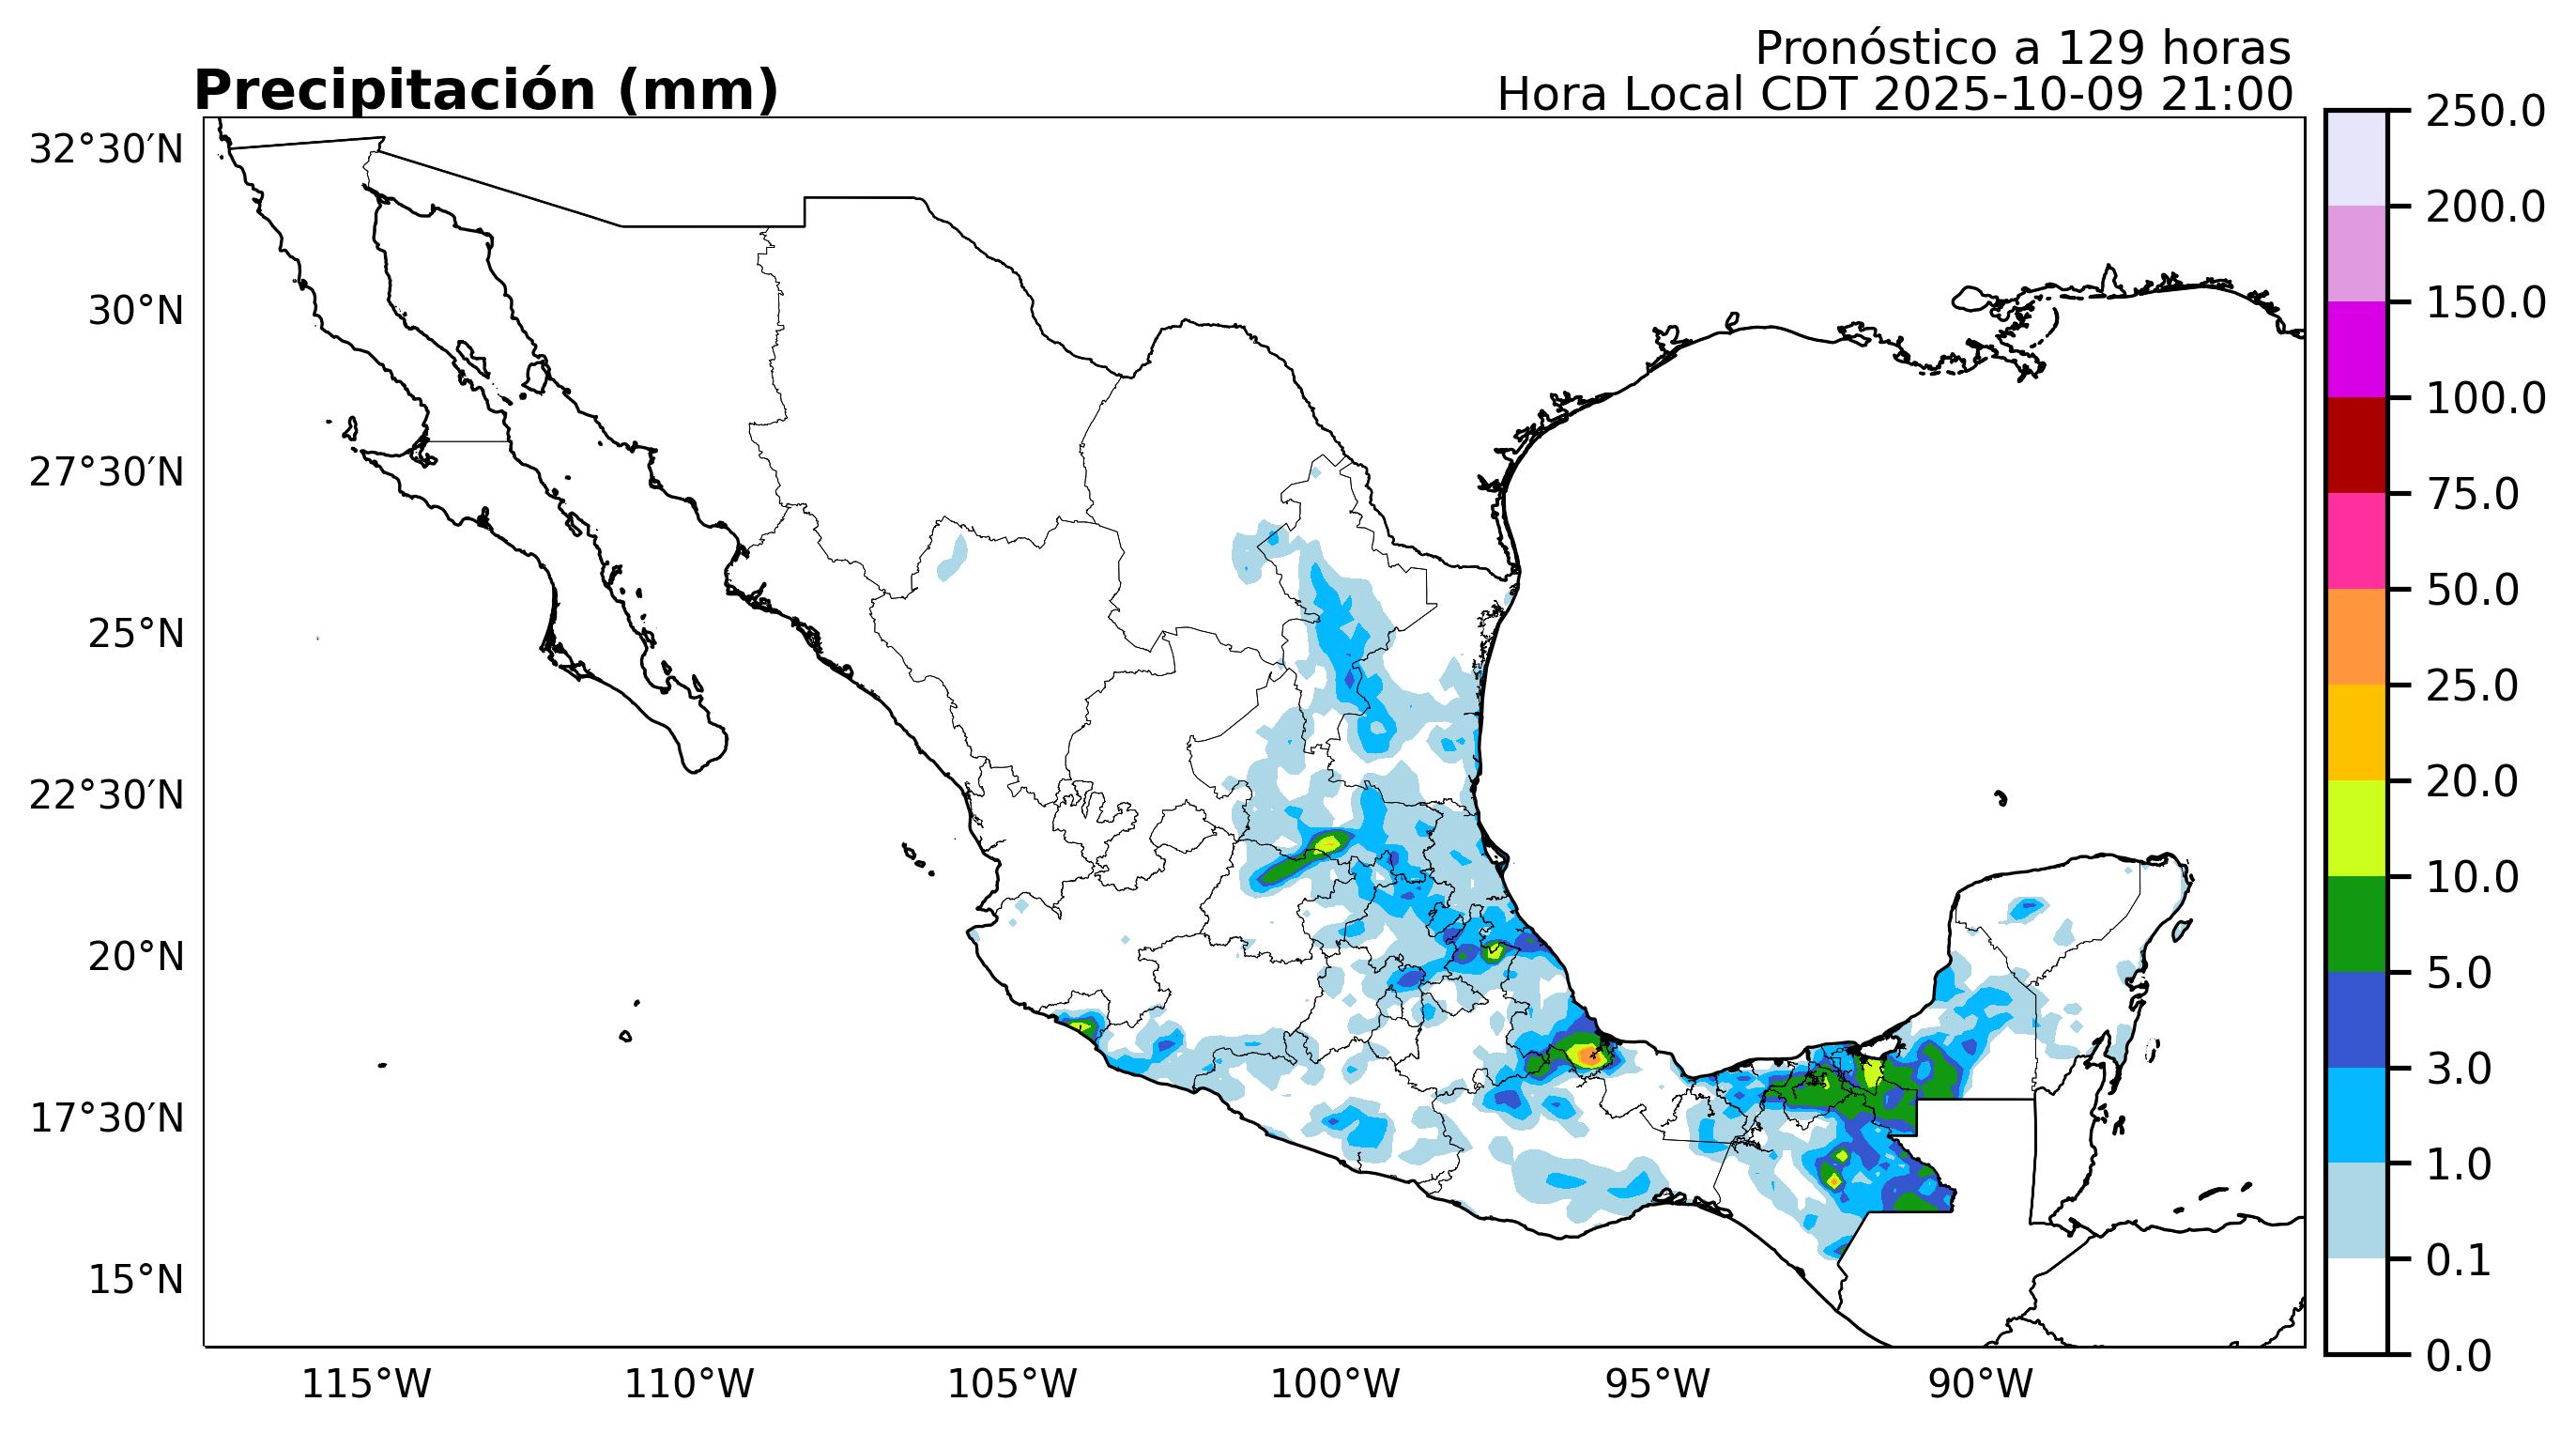 Pronóstico a 129 horas
Precipitación (mm)
Hora Local CDT 2025-10-09 21:00
32°30′N
30°N
27°30′N
25°N
22°30′N
20°N
17°30′N
15°N
115°W
110°W
105°W
100°W
95°W
90°W
250.0
200.0
150.0
100.0
75.0
50.0
25.0
20.0
10.0
5.0
3.0
1.0
0.1
0.0